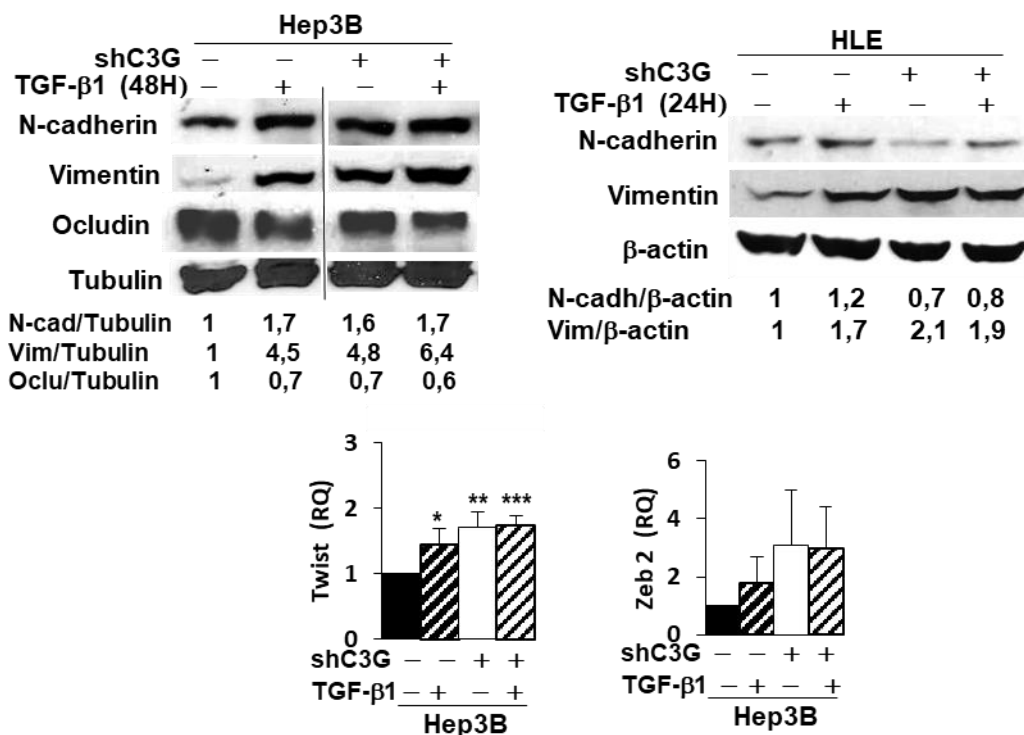 Hep3B
shC3G – – + +
TGF-β1 (48H) – + – +
N-cadherin
Vimentin
Ocludin
Tubulin
N-cad/Tubulin 1 1,7 1,6 1,7
Vim/Tubulin 1 4,5 4,8 6,4
Oclu/Tubulin 1 0,7 0,7 0,6
HLE
shC3G – – + +
TGF-β1 (24H) – + – +
N-cadherin
Vimentin
β-actin
N-cadh/β-actin 1 1,2 0,7 0,8
Vim/β-actin 1 1,7 2,1 1,9
Twist (RQ)
3
2
1
0
* ** ***
shC3G – – + +
TGF-β1 – + – +
Hep3B
Zeb 2 (RQ)
6
4
2
0
shC3G – – + +
TGF-β1 – + – +
Hep3B